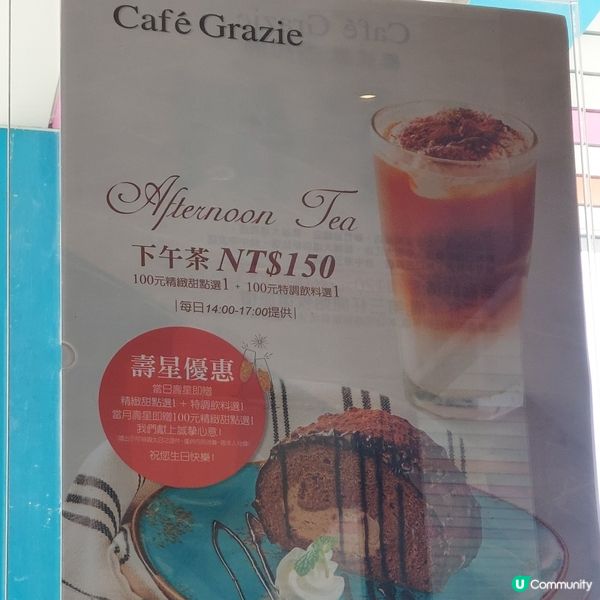 Café Grazie
Afternoon Tea
下午茶 NT$150
100元精緻甜點選1 + 100元特調飲料選1
|每日14:00-17:00提供|
壽星優惠
當日壽星即贈
精緻甜點選1 + 特調飲料選1
當月壽星即贈100元精緻甜點選1
我們獻上誠摯心意!
祝您生日快樂!
U Community